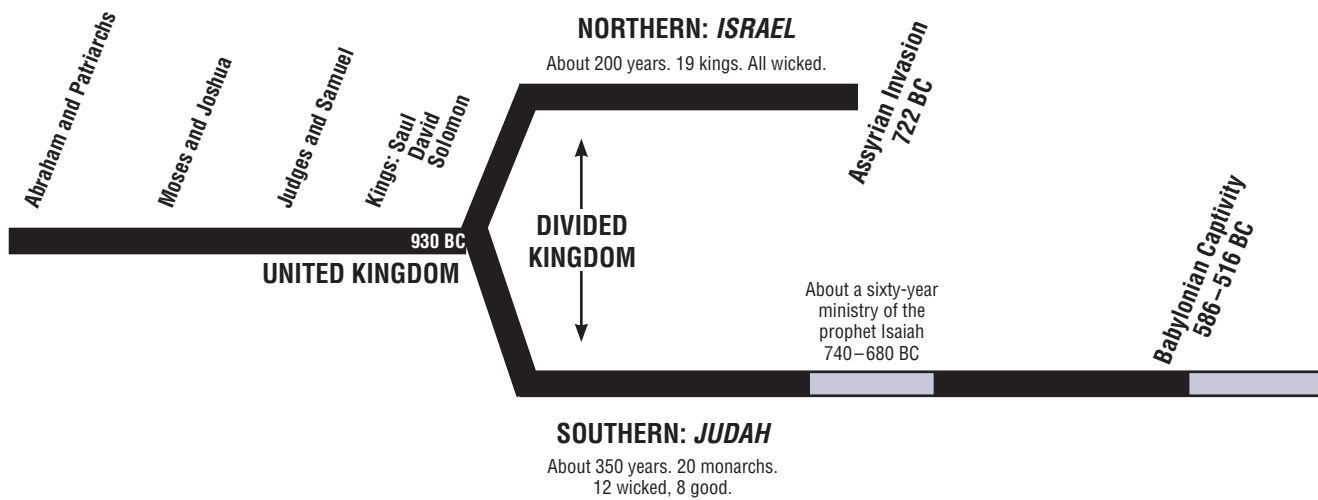 NORTHERN: ISRAEL
About 200 years. 19 kings. All wicked.
Abraham and Patriarchs
Moses and Joshua
Judges and Samuel
Kings: Saul
David
Solomon
Assyrian Invasion
722 BC
930 BC
UNITED KINGDOM
DIVIDED
KINGDOM
About a sixty-year
ministry of the
prophet Isaiah
740–680 BC
Babylonian Captivity
586–516 BC
SOUTHERN: JUDAH
About 350 years. 20 monarchs.
12 wicked, 8 good.